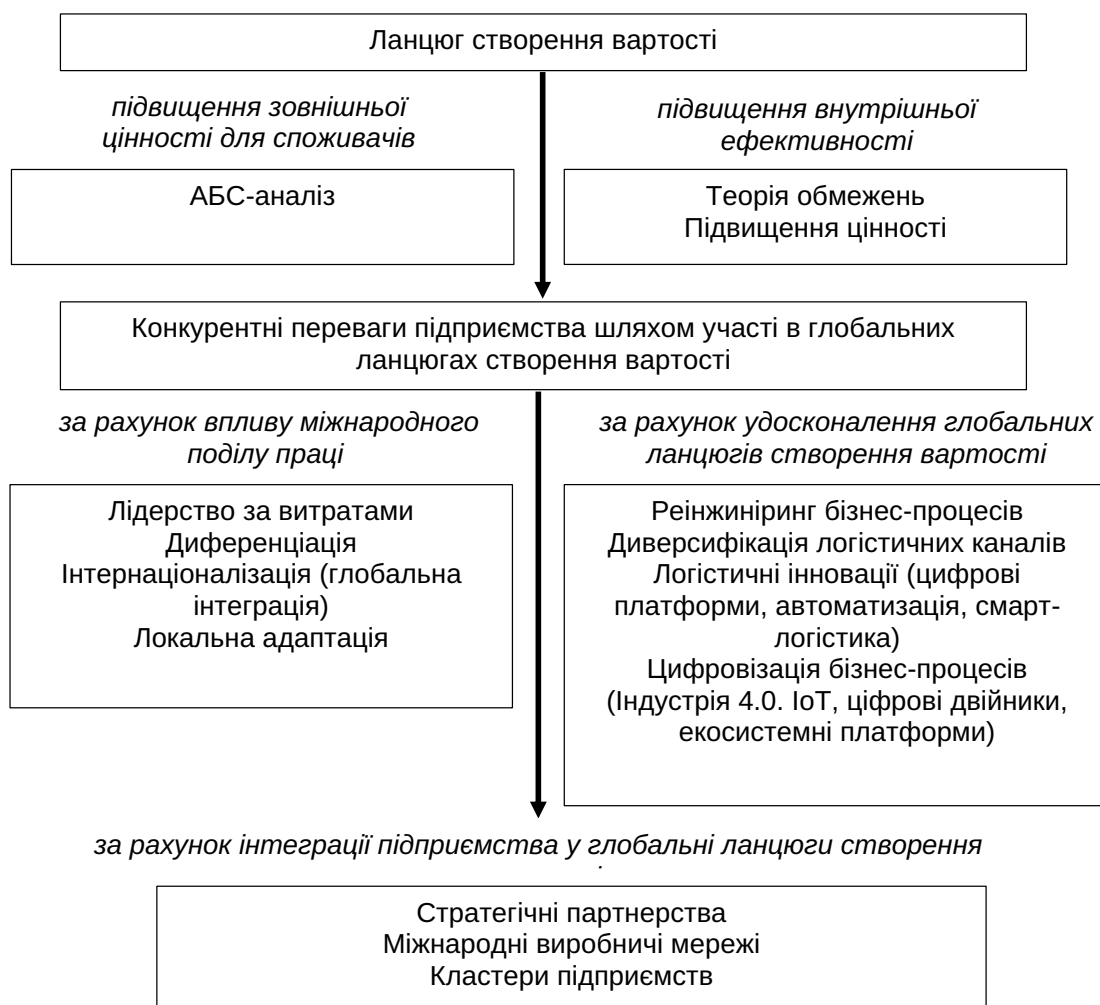 Ланцюг створення вартості
підвищення зовнішньої
цінності для споживачів
підвищення внутрішньої
ефективності
АБС-аналіз
Теорія обмежень
Підвищення цінності
Конкурентні переваги підприємства шляхом участі в глобальних
ланцюгах створення вартості
за рахунок впливу міжнародного
поділу праці
за рахунок удосконалення глобальних
ланцюгів створення вартості
Лідерство за витратами
Диференціація
Інтернаціоналізація (глобальна
інтеграція)
Локальна адаптація
Реінжиніринг бізнес-процесів
Диверсифікація логістичних каналів
Логістичні інновації (цифрові
платформи, автоматизація, смарт-
логістика)
Цифровізація бізнес-процесів
(Індустрія 4.0. ІоТ, ціфрові двійники,
екосистемні платформи)
за рахунок інтеграції підприємства у глобальні ланцюги створення
Стратегічні партнерства
Міжнародні виробничі мережі
Кластери підприємств